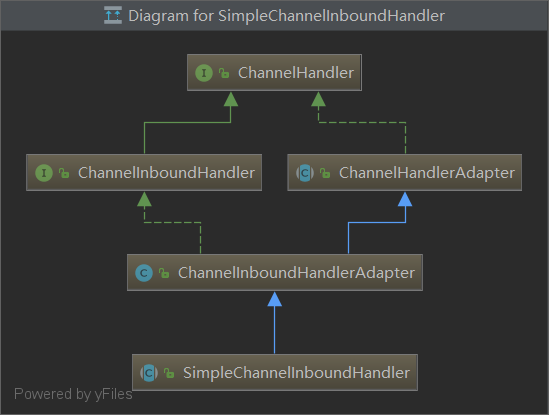 Diagram for SimpleChannelInboundHandler
I ChannelHandler
I ChannelInboundHandler
C ChannelHandlerAdapter
C ChannelInboundHandlerAdapter
C SimpleChannelInboundHandler
Powered by yFiles